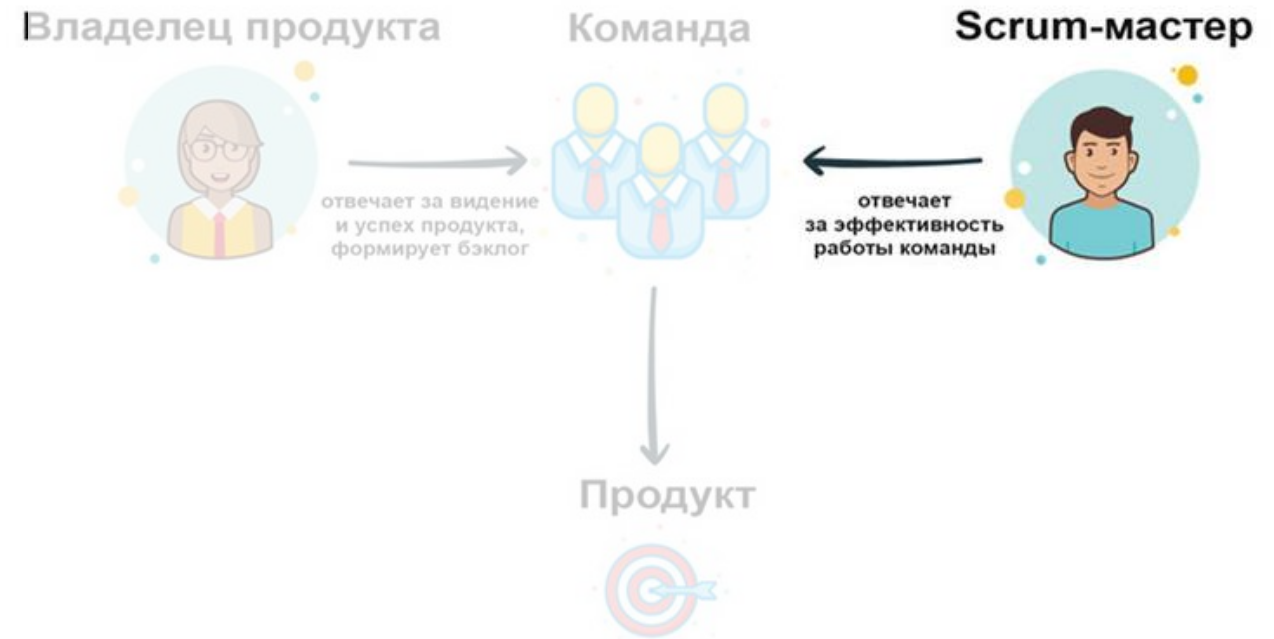 Владелец продукта
Команда
Scrum-мастер
отвечает за видение
и успех продукта,
формирует бэклог
отвечает
за эффективность
работы команды
Продукт